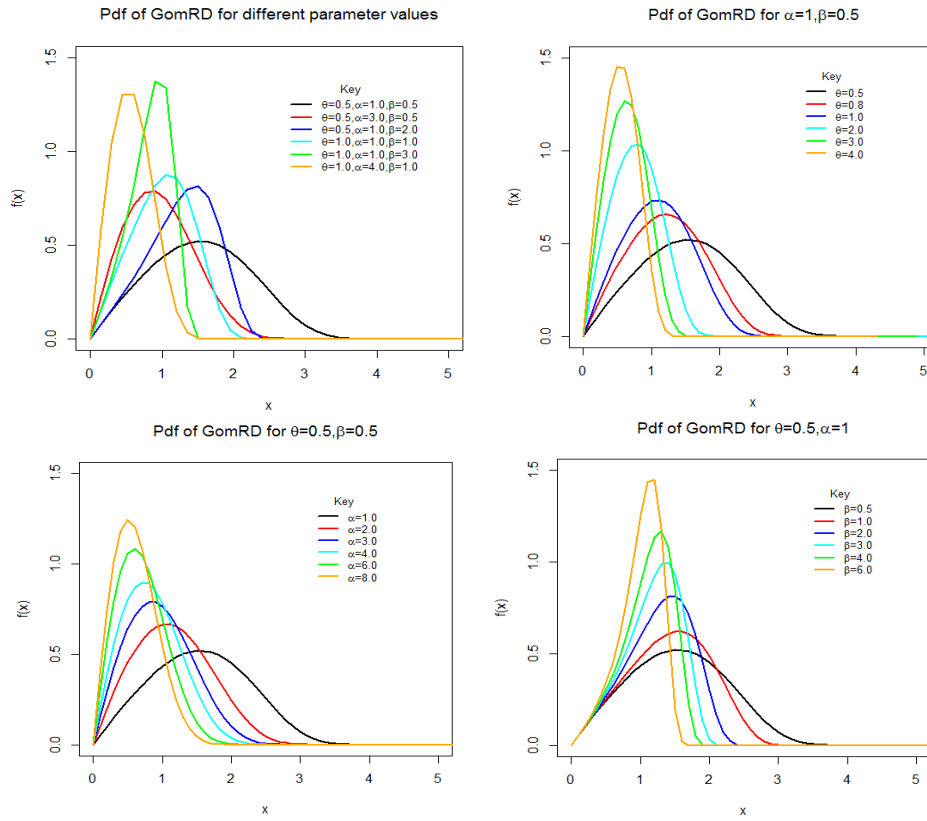 Pdf of GomRD for different parameter values
1.5
1.0
0.5
0.0
f(x)
Key
θ=0.5,α=1.0,β=0.5
θ=0.5,α=3.0,β=0.5
θ=0.5,α=1.0,β=2.0
θ=1.0,α=1.0,β=1.0
θ=1.0,α=1.0,β=3.0
θ=1.0,α=4.0,β=1.0
0 1 2 3 4 5
x
Pdf of GomRD for α=1,β=0.5
1.5
1.0
0.5
0.0
f(x)
Key
θ=0.5
θ=0.8
θ=1.0
θ=2.0
θ=3.0
θ=4.0
0 1 2 3 4 5
x
Pdf of GomRD for θ=0.5,β=0.5
1.5
1.0
0.5
0.0
f(x)
Key
α=1.0
α=2.0
α=3.0
α=4.0
α=6.0
α=8.0
0 1 2 3 4 5
x
Pdf of GomRD for θ=0.5,α=1
1.5
1.0
0.5
0.0
f(x)
Key
β=0.5
β=1.0
β=2.0
β=3.0
β=4.0
β=6.0
0 1 2 3 4 5
x